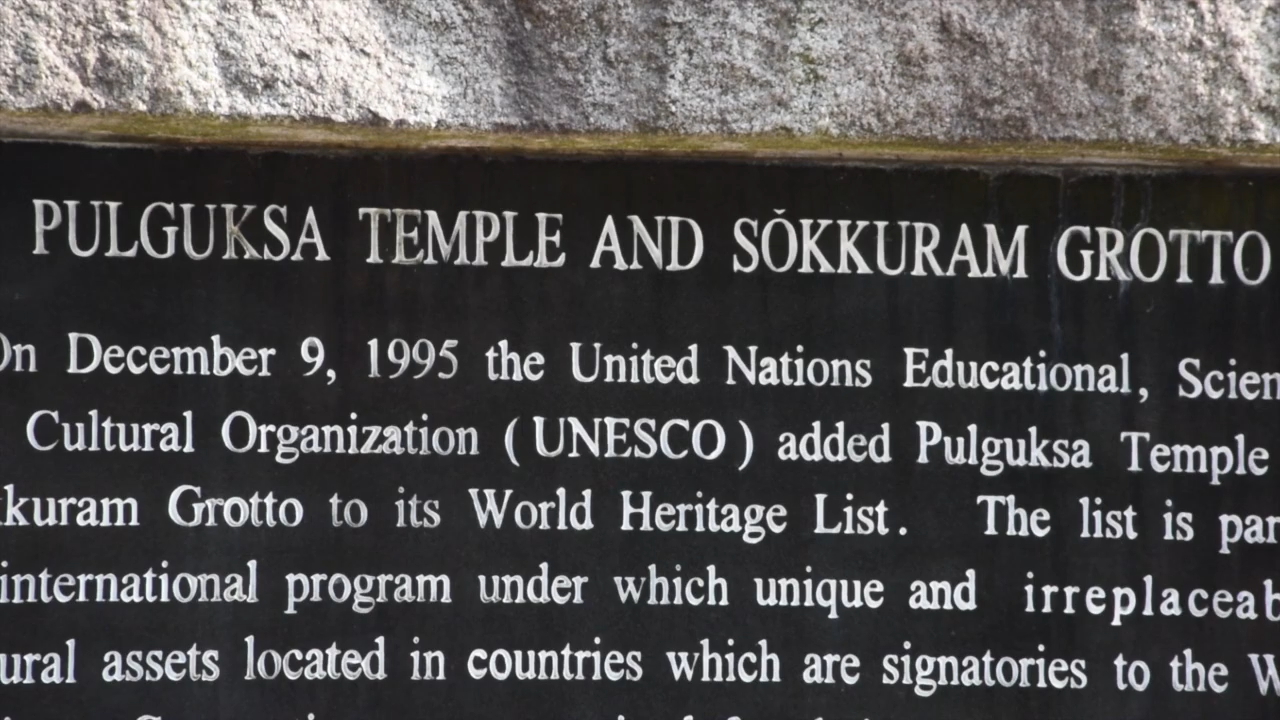 PULGUKSA TEMPLE AND SŎKKURAM GROTTO
On December 9, 1995 the United Nations Educational, Scien
Cultural Organization (UNESCO) added Pulguksa Temple
kkuram Grotto to its World Heritage List. The list is par
international program under which unique and irreplaceab
ural assets located in countries which are signatories to the W